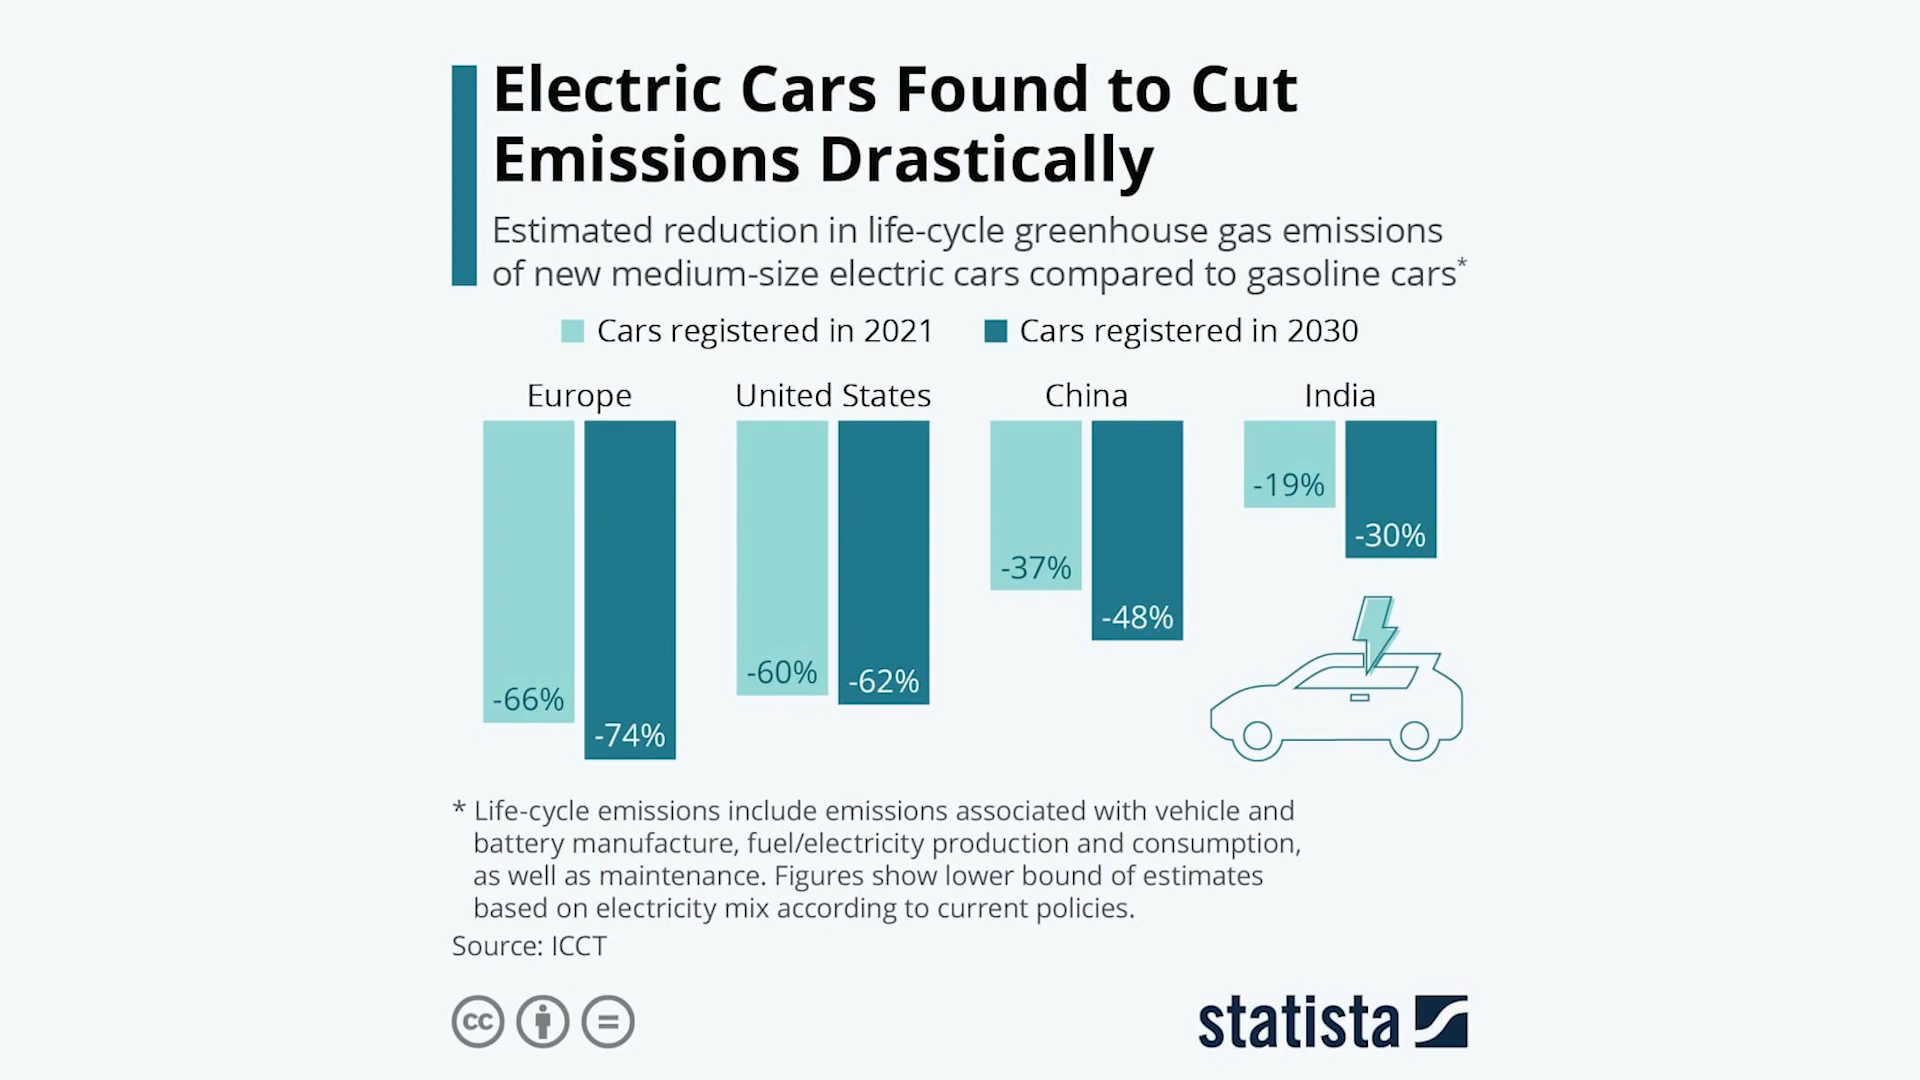 Electric Cars Found to Cut
Emissions Drastically
Estimated reduction in life-cycle greenhouse gas emissions
of new medium-size electric cars compared to gasoline cars*
Cars registered in 2021 Cars registered in 2030
Europe United States China India
-66% -74% -60% -62% -37% -48% -19% -30%
* Life-cycle emissions include emissions associated with vehicle and
battery manufacture, fuel/electricity production and consumption,
as well as maintenance. Figures show lower bound of estimates
based on electricity mix according to current policies.
Source: ICCT
cc = statista